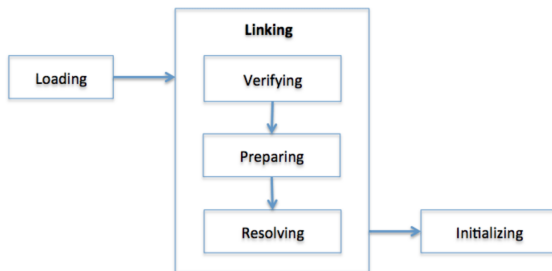 Linking
Loading
Verifying
Preparing
Resolving
Initializing